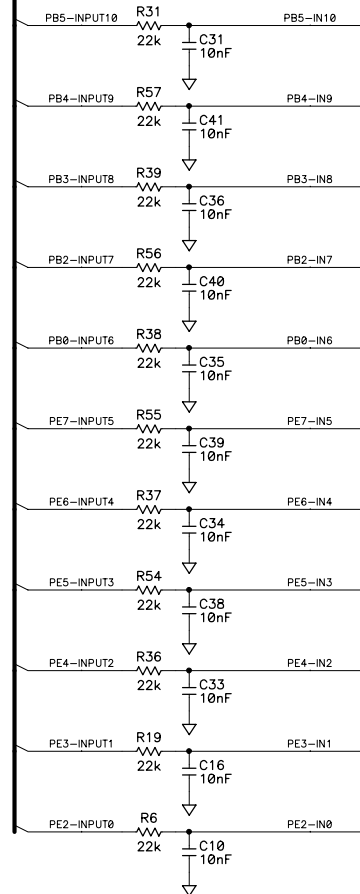 R31
PB5-INPUT10 PB5-IN10
22k C31
10nF
R57
PB4-INPUT9 PB4-IN9
22k C41
10nF
R39
PB3-INPUT8 PB3-IN8
22k C36
10nF
R56
PB2-INPUT7 PB2-IN7
22k C40
10nF
R38
PB0-INPUT6 PB0-IN6
22k C35
10nF
R55
PE7-INPUT5 PE7-IN5
22k C39
10nF
R37
PE6-INPUT4 PE6-IN4
22k C34
10nF
R54
PE5-INPUT3 PE5-IN3
22k C38
10nF
R36
PE4-INPUT2 PE4-IN2
22k C33
10nF
R19
PE3-INPUT1 PE3-IN1
22k C16
10nF
R6
PE2-INPUT0 PE2-IN0
22k C10
10nF